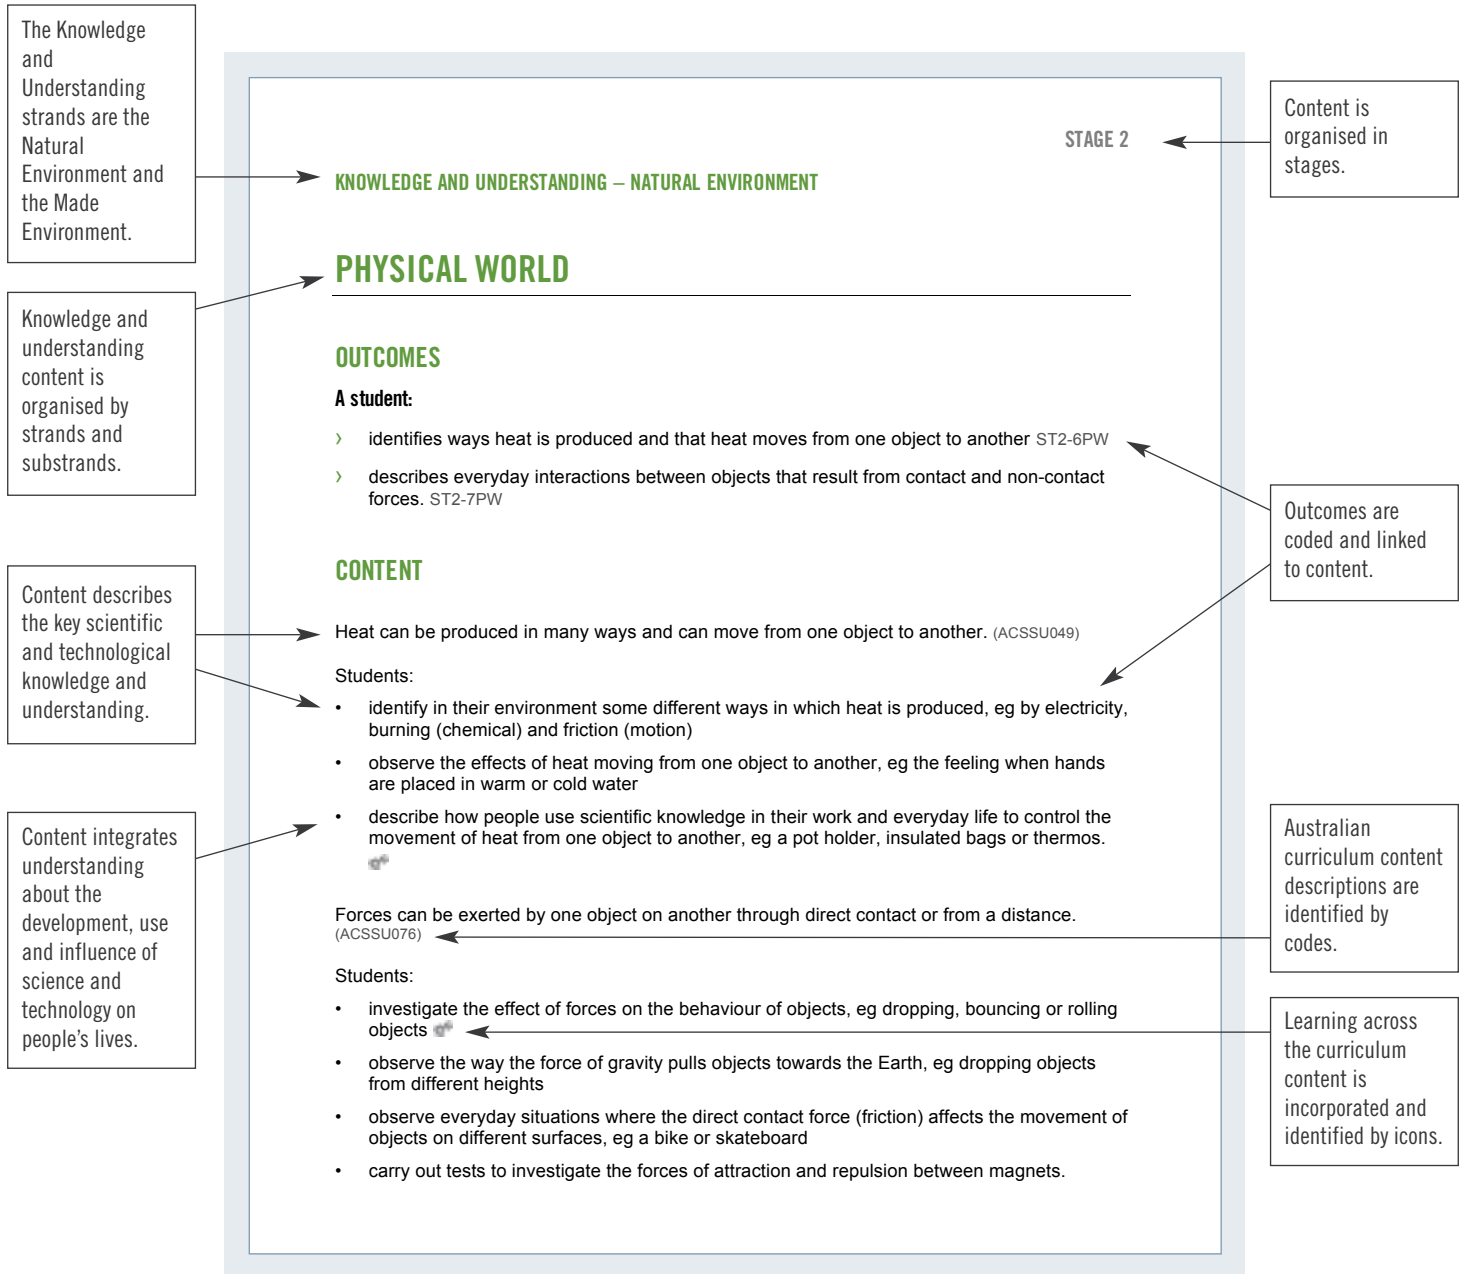 The Knowledge
and
Understanding
strands are the
Natural
Environment and
the Made
Environment.
Knowledge and
understanding
content is
organised by
strands and
substrands.
Content describes
the key scientific
and technological
knowledge and
understanding.
Content integrates
understanding
about the
development, use
and influence of
science and
technology on
people’s lives.
STAGE 2
KNOWLEDGE AND UNDERSTANDING – NATURAL ENVIRONMENT
PHYSICAL WORLD
OUTCOMES
A student:
› identifies ways heat is produced and that heat moves from one object to another ST2-6PW
› describes everyday interactions between objects that result from contact and non-contact
forces. ST2-7PW
CONTENT
Heat can be produced in many ways and can move from one object to another. (ACSSU049)
Students:
• identify in their environment some different ways in which heat is produced, eg by electricity,
burning (chemical) and friction (motion)
• observe the effects of heat moving from one object to another, eg the feeling when hands
are placed in warm or cold water
• describe how people use scientific knowledge in their work and everyday life to control the
movement of heat from one object to another, eg a pot holder, insulated bags or thermos.
Forces can be exerted by one object on another through direct contact or from a distance.
(ACSSU076)
Students:
• investigate the effect of forces on the behaviour of objects, eg dropping, bouncing or rolling
objects
• observe the way the force of gravity pulls objects towards the Earth, eg dropping objects
from different heights
• observe everyday situations where the direct contact force (friction) affects the movement of
objects on different surfaces, eg a bike or skateboard
• carry out tests to investigate the forces of attraction and repulsion between magnets.
Content is
organised in
stages.
Outcomes are
coded and linked
to content.
Australian
curriculum content
descriptions are
identified by
codes.
Learning across
the curriculum
content is
incorporated and
identified by icons.